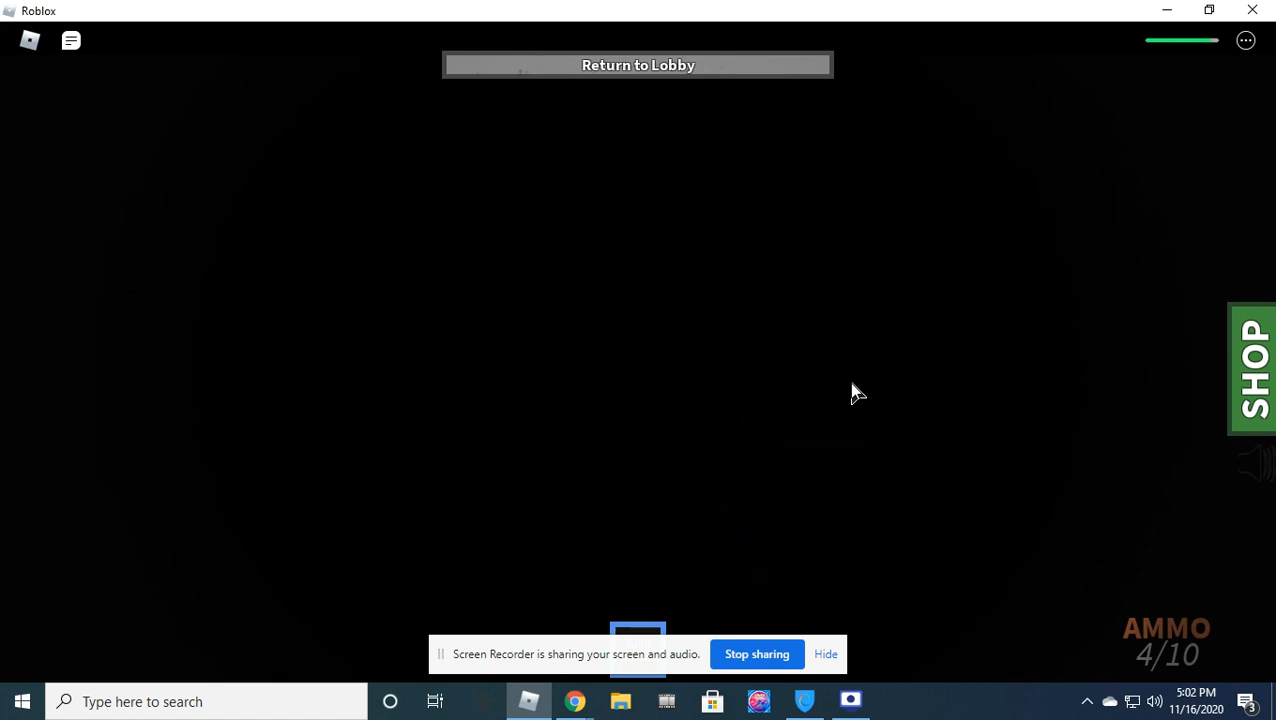 Roblox
Return to Lobby
SHOP
AMMO
4/10
Screen Recorder is sharing your screen and audio.
Stop sharing
Hide
Type here to search
5:02 PM
11/16/2020
3